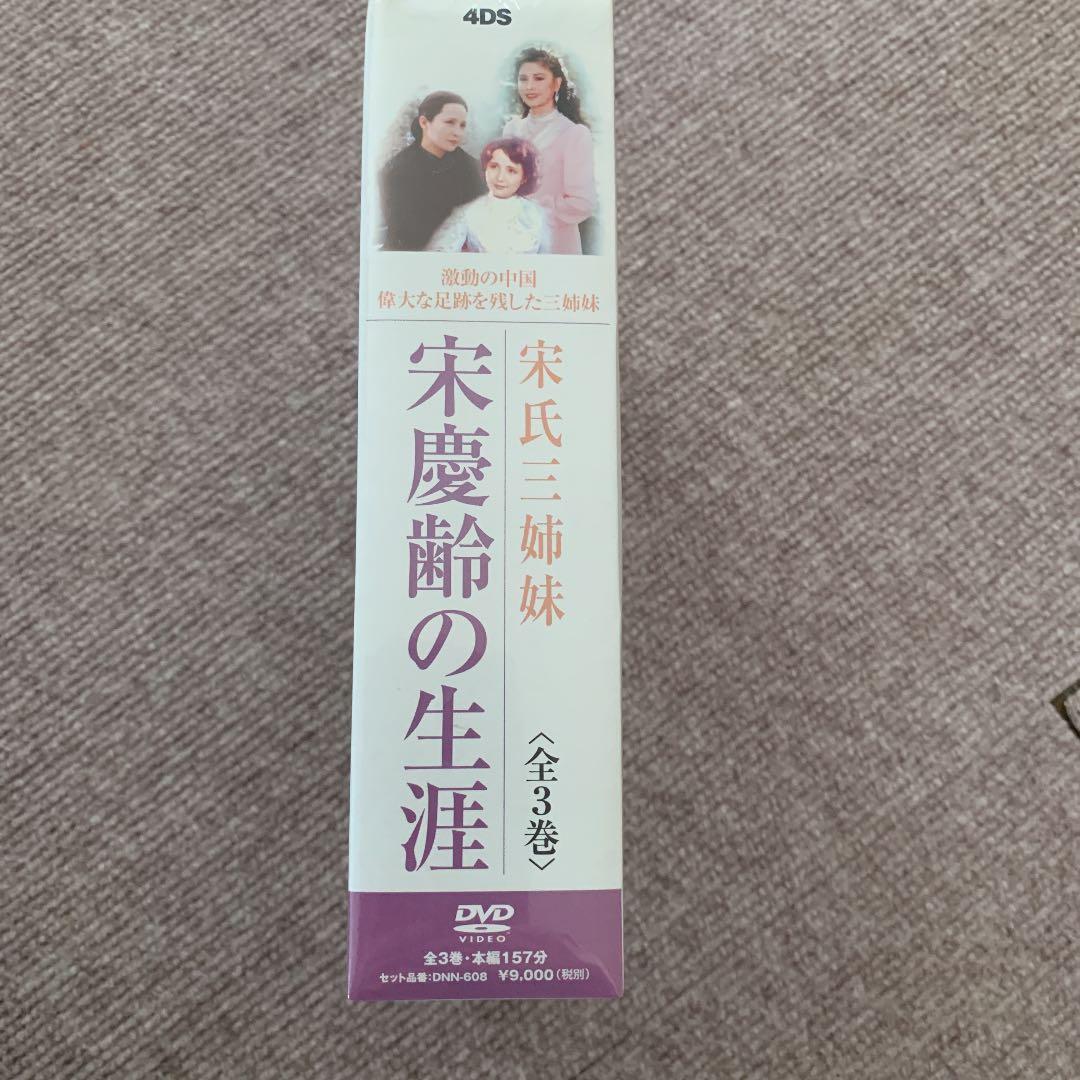 4DS
激動の中国
偉大な足跡を残した三姉妹
宋氏三姉妹
〈全3巻〉
宋慶齢の生涯
DVD
VIDEO
全3巻・本編157分
セット品番:DNN-608 ¥9,000(税別)